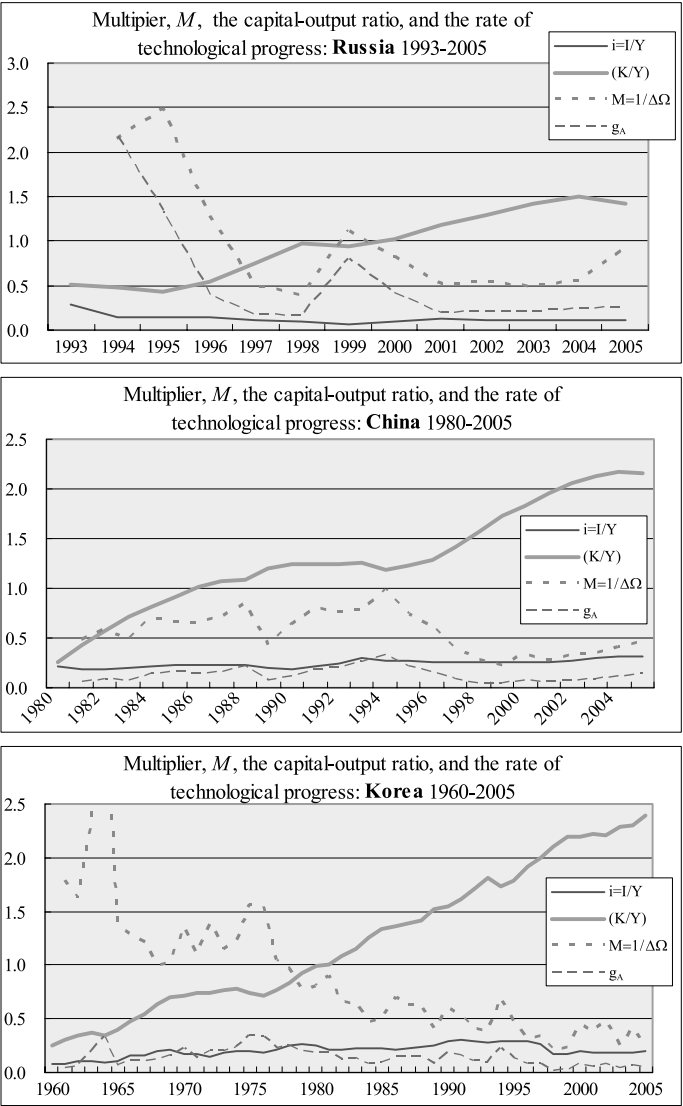 Multipier, M, the capital-output ratio, and the rate of
technological progress: Russia 1993-2005
i=I/Y
(K/Y)
M=1/ΔΩ
gA
3.0
2.5
2.0
1.5
1.0
0.5
0.0
1993 1994 1995 1996 1997 1998 1999 2000 2001 2002 2003 2004 2005
Multiplier, M, the capital-output ratio, and the rate of
technological progress: China 1980-2005
2.5
2.0
1.5
1.0
0.5
0.0
i=I/Y
(K/Y)
M=1/ΔΩ
gA
1980 1982 1984 1986 1988 1990 1992 1994 1996 1998 2000 2002 2004
Multiplier, M, the capital-output ratio, and the rate of
technological progress: Korea 1960-2005
2.5
2.0
1.5
1.0
0.5
0.0
i=I/Y
(K/Y)
M=1/ΔΩ
gA
1960 1965 1970 1975 1980 1985 1990 1995 2000 2005